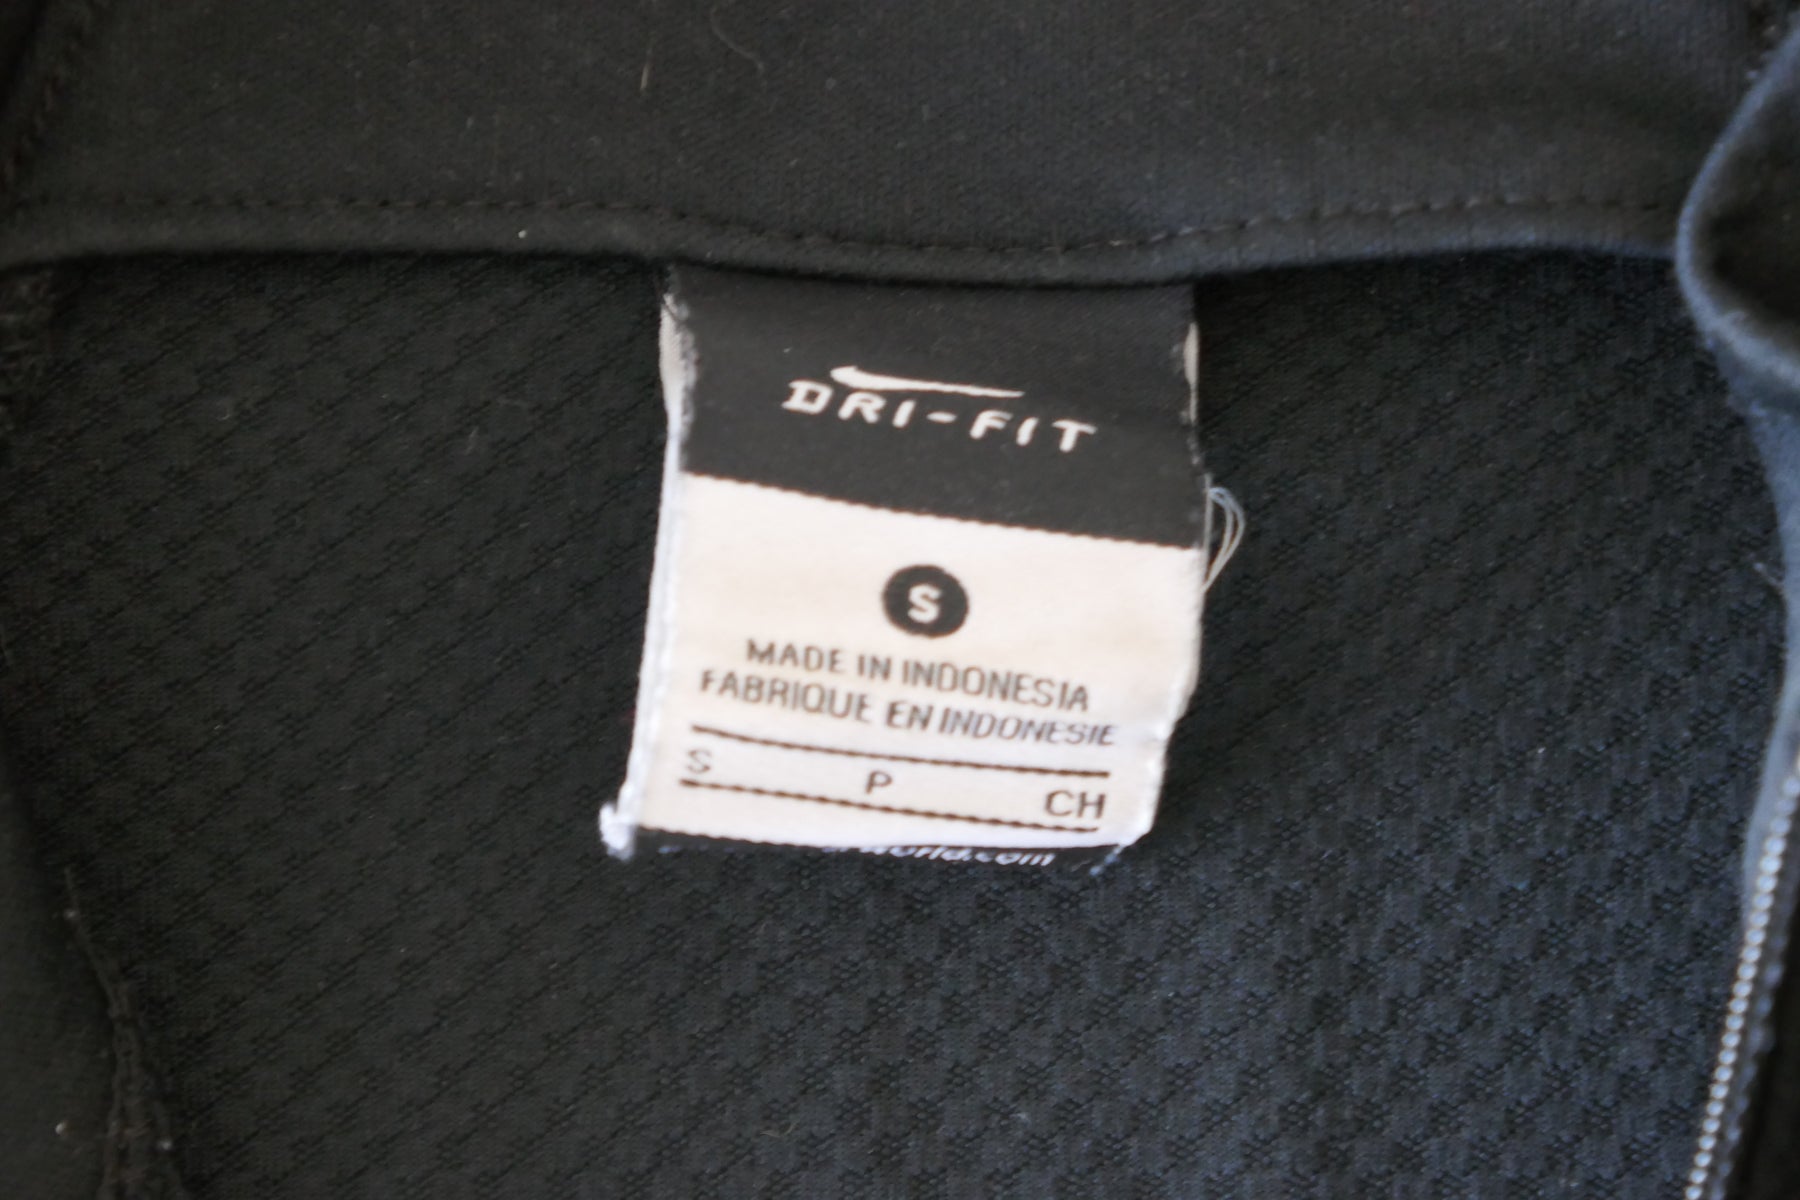 DRI-FIT
S
MADE IN INDONESIA
FABRIQUE EN INDONESIE
S P CH